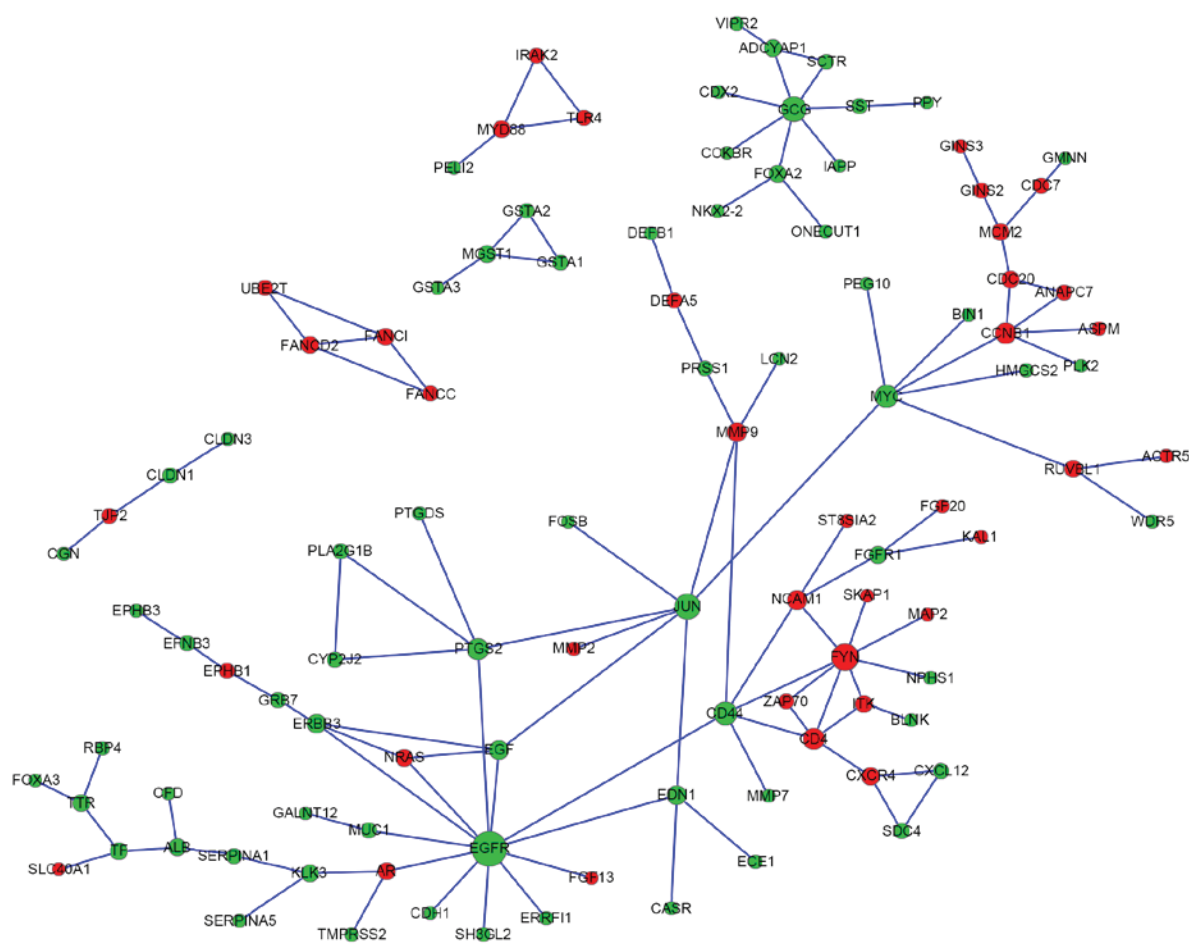 VIPR2
ADCYAP1
IRAK2
SCTR
CDX2
GCG
SST
PPY
MYD88
TLR4
GINS3
GMNN
PELI2
CCKBR
FOXA2
IAPP
GINS2
CDC7
GSTA2
NKX2-2
ONECUT1
DEFB1
MCM2
MGST1
GSTA1
GSTA3
UBE2T
DEFA5
PEG10
CDC20
ANAPC7
BIN1
CCNB1
ASPM
FANCI
FANCD2
LCN2
PRSS1
HMGCS2
PLK2
FANCC
MYC
MMP9
CLDN3
CLDN1
RUVBL1
ACTR5
TJP2
PTGDS
FOSB
ST8SIA2
FGF20
WDR5
CGN
PLA2G1B
FGFR1
KAL1
EPHB3
JUN
NCAM1
SKAP1
MAP2
EFNB3
CYP2J2
PTGS2
MMP2
FYN
EPHB1
NPHS1
GRB7
ZAP70
ITK
ERBB3
CD44
BLNK
RBP4
NRAS
EGF
CD4
FOXA3
TTR
CFD
CXCR4
CXCL12
EDN1
MMP7
GALNT12
MUC1
SDC4
TF
ALB
SERPINA1
EGFR
ECE1
SLC40A1
KLK3
AR
FGF13
SERPINA5
CDH1
ERRFI1
CASR
TMPRSS2
SH3GL2